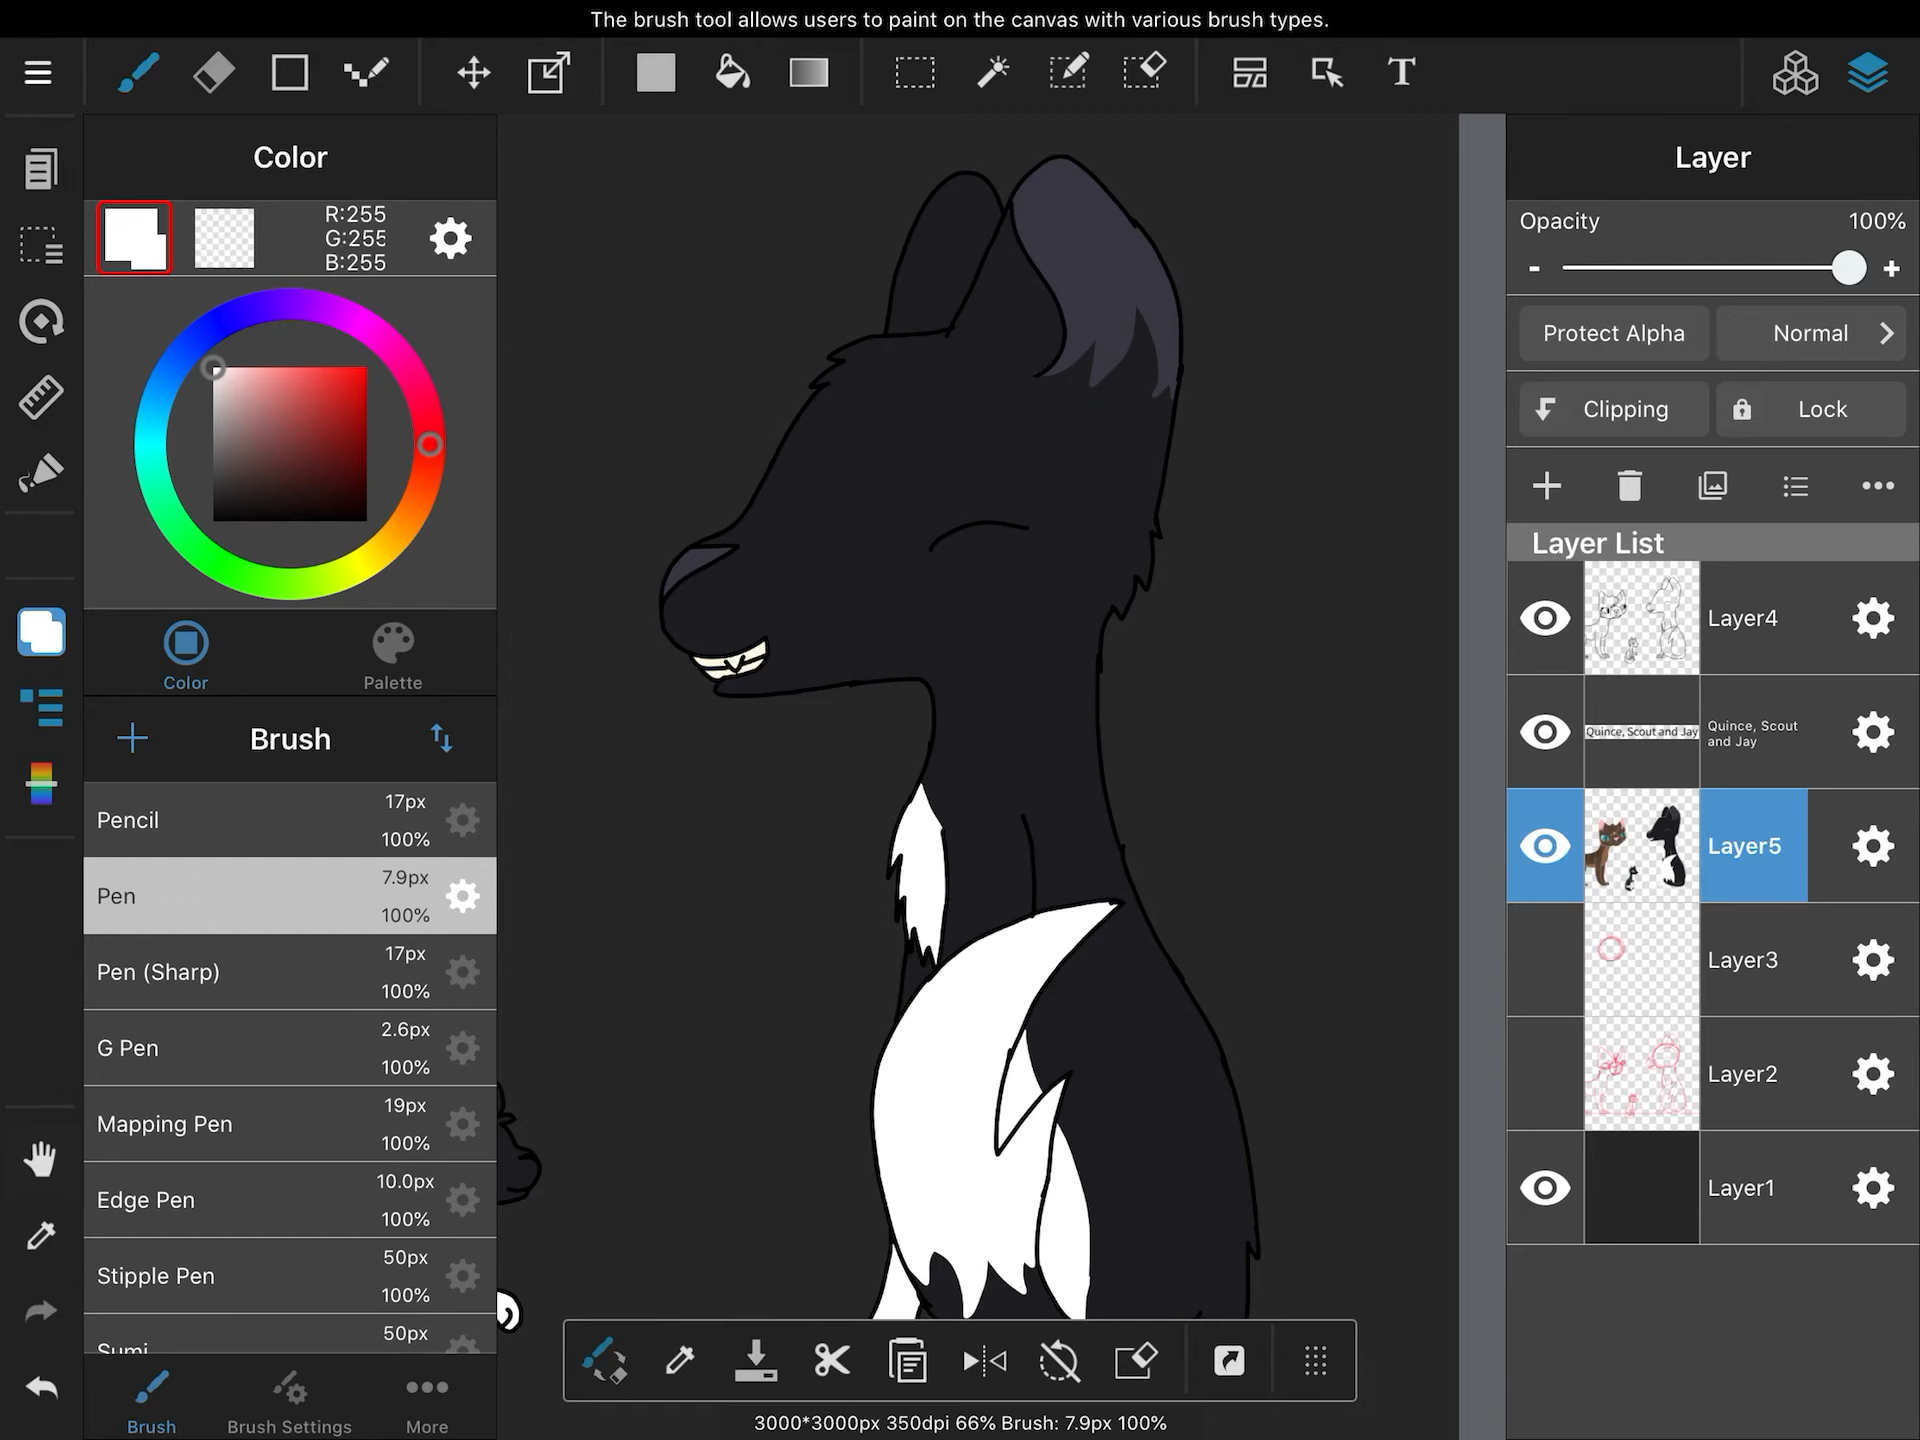 The brush tool allows users to paint on the canvas with various brush types.
T
Color
R:255
G:255
B:255
Color
Palette
Brush
Pencil
17px
100%
Pen
7.9px
100%
Pen (Sharp)
17px
100%
G Pen
2.6px
100%
Mapping Pen
19px
100%
Edge Pen
10.0px
100%
Stipple Pen
50px
100%
Sumi
50px
Brush
Brush Settings
More
3000*3000px 350dpi 66% Brush: 7.9px 100%
Layer
Opacity
100%
- +
Protect Alpha
Normal
Clipping
Lock
Layer List
Layer4
Quince, Scout and Jay
Quince, Scout
and Jay
Layer5
Layer3
Layer2
Layer1